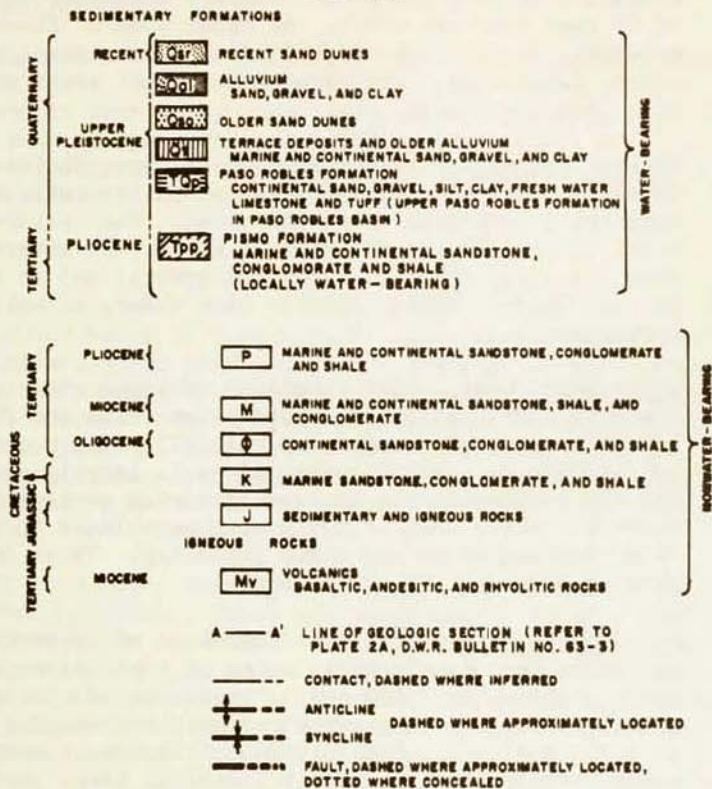 SEDIMENTARY FORMATIONS
QUATERNARY
RECENT
Qsr
RECENT SAND DUNES
Qal
ALLUVIUM
SAND, GRAVEL, AND CLAY
UPPER
PLEISTOCENE
Qso
OLDER SAND DUNES
Qt
TERRACE DEPOSITS AND OLDER ALLUVIUM
MARINE AND CONTINENTAL SAND, GRAVEL, AND CLAY
TQp
PASO ROBLES FORMATION
CONTINENTAL SAND, GRAVEL, SILT, CLAY, FRESH WATER
LIMESTONE AND TUFF (UPPER PASO ROBLES FORMATION
IN PASO ROBLES BASIN)
TERTIARY
PLIOCENE
Tpp
PISMO FORMATION
MARINE AND CONTINENTAL SANDSTONE,
CONGLOMORATE AND SHALE
(LOCALLY WATER-BEARING)
WATER-BEARING
TERTIARY
PLIOCENE
P
MARINE AND CONTINENTAL SANDSTONE, CONGLOMERATE
AND SHALE
MIOCENE
M
MARINE AND CONTINENTAL SANDSTONE, SHALE, AND
CONGLOMERATE
OLIGOCENE
Φ
CONTINENTAL SANDSTONE, CONGLOMERATE, AND SHALE
CRETACEOUS
K
MARINE SANDSTONE, CONGLOMERATE, AND SHALE
JURASSIC &
J
SEDIMENTARY AND IGNEOUS ROCKS
IGNEOUS ROCKS
TERTIARY
MIOCENE
Mv
VOLCANICS
BASALTIC, ANDESITIC, AND RHYOLITIC ROCKS
NONWATER-BEARING
A — A' LINE OF GEOLOGIC SECTION (REFER TO
PLATE 2A, D.W.R. BULLETIN NO. 63-3)
CONTACT, DASHED WHERE INFERRED
ANTICLINE
DASHED WHERE APPROXIMATELY LOCATED
SYNCLINE
FAULT, DASHED WHERE APPROXIMATELY LOCATED,
DOTTED WHERE CONCEALED